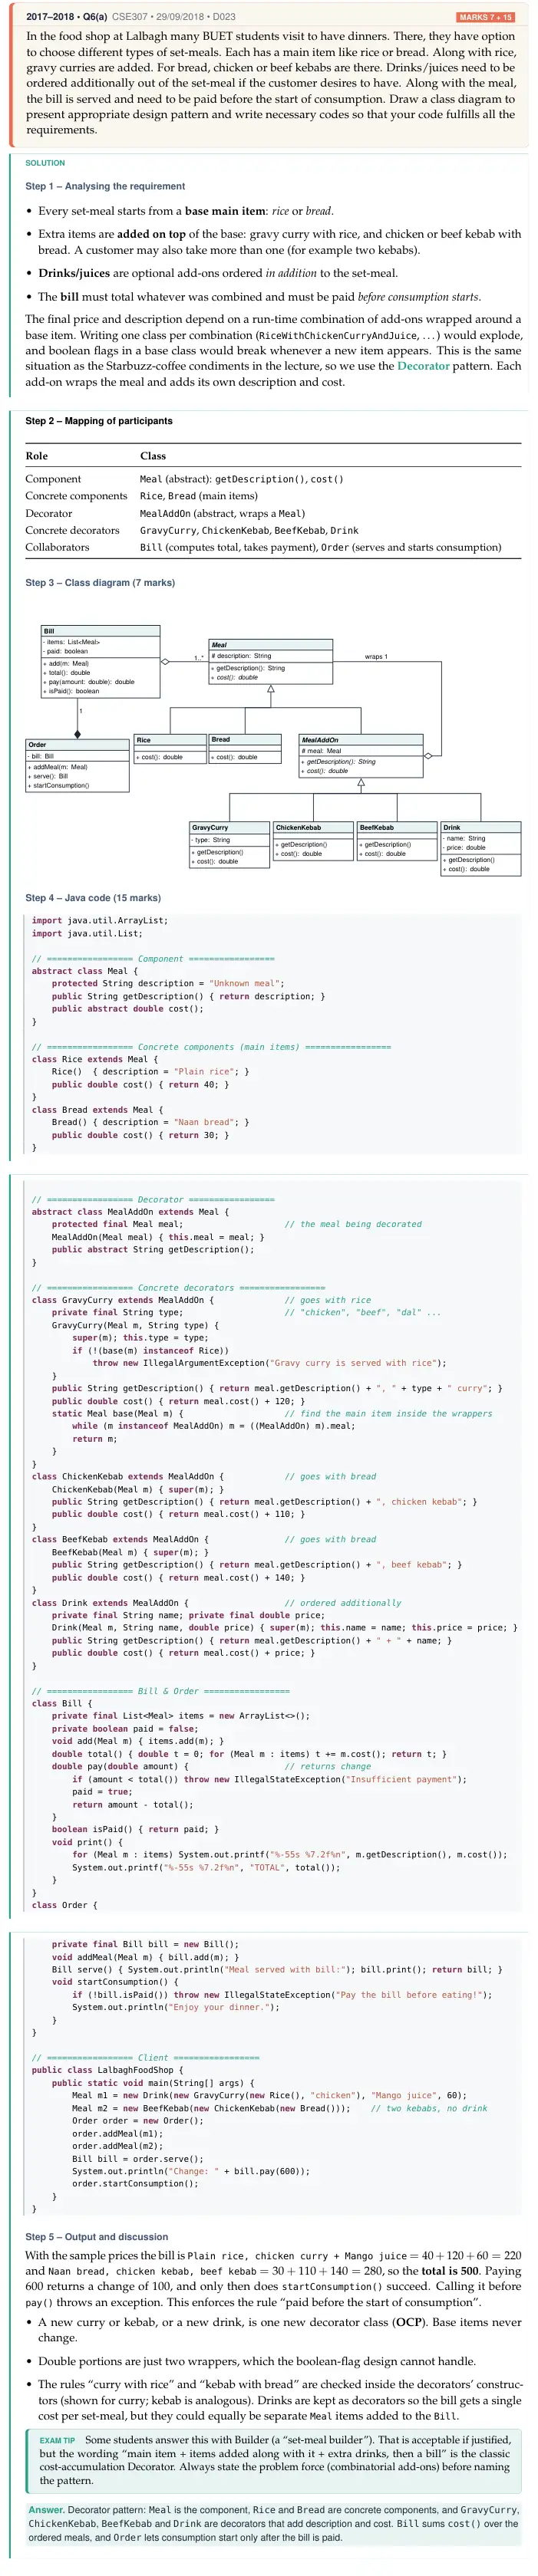 2017–2018 • Q6(a) CSE307 • 29/09/2018 • D023
MARKS 7 + 15
In the food shop at Lalbagh many BUET students visit to have dinners. There, they have option
to choose different types of set-meals. Each has a main item like rice or bread. Along with rice,
gravy curries are added. For bread, chicken or beef kebabs are there. Drinks/juices need to be
ordered additionally out of the set-meal if the customer desires to have. Along with the meal,
the bill is served and need to be paid before the start of consumption. Draw a class diagram to
present appropriate design pattern and write necessary codes so that your code fulfills all the
requirements.
SOLUTION
Step 1 – Analysing the requirement
• Every set-meal starts from a base main item: rice or bread.
• Extra items are added on top of the base: gravy curry with rice, and chicken or beef kebab with
bread. A customer may also take more than one (for example two kebabs).
• Drinks/juices are optional add-ons ordered in addition to the set-meal.
• The bill must total whatever was combined and must be paid before consumption starts.
The final price and description depend on a run-time combination of add-ons wrapped around a
base item. Writing one class per combination (RiceWithChickenCurryAndJuice, ...) would explode,
and boolean flags in a base class would break whenever a new item appears. This is the same
situation as the Starbuzz-coffee condiments in the lecture, so we use the Decorator pattern. Each
add-on wraps the meal and adds its own description and cost.
Step 2 – Mapping of participants
Role Class
Component Meal (abstract): getDescription(), cost()
Concrete components Rice, Bread (main items)
Decorator MealAddOn (abstract, wraps a Meal)
Concrete decorators GravyCurry, ChickenKebab, BeefKebab, Drink
Collaborators Bill (computes total, takes payment), Order (serves and starts consumption)
Step 3 – Class diagram (7 marks)
Bill
- items: List<Meal>
- paid: boolean
+ add(m: Meal)
+ total(): double
+ pay(amount: double): double
+ isPaid(): boolean
1..*
Meal
# description: String
+ getDescription(): String
+ cost(): double
wraps 1
1
Order
- bill: Bill
+ addMeal(m: Meal)
+ serve(): Bill
+ startConsumption()
Rice
+ cost(): double
Bread
+ cost(): double
MealAddOn
# meal: Meal
+ getDescription(): String
+ cost(): double
GravyCurry
- type: String
+ getDescription()
+ cost(): double
ChickenKebab
+ getDescription()
+ cost(): double
BeefKebab
+ getDescription()
+ cost(): double
Drink
- name: String
- price: double
+ getDescription()
+ cost(): double
Step 4 – Java code (15 marks)
import java.util.ArrayList;
import java.util.List;
// ================= Component =================
abstract class Meal {
protected String description = "Unknown meal";
public String getDescription() { return description; }
public abstract double cost();
}
// ================= Concrete components (main items) =================
class Rice extends Meal {
Rice() { description = "Plain rice"; }
public double cost() { return 40; }
}
class Bread extends Meal {
Bread() { description = "Naan bread"; }
public double cost() { return 30; }
}
// ================= Decorator =================
abstract class MealAddOn extends Meal {
protected final Meal meal; // the meal being decorated
MealAddOn(Meal meal) { this.meal = meal; }
public abstract String getDescription();
}
// ================= Concrete decorators =================
class GravyCurry extends MealAddOn { // goes with rice
private final String type; // "chicken", "beef", "dal" ...
GravyCurry(Meal m, String type) {
super(m); this.type = type;
if (!(base(m) instanceof Rice))
throw new IllegalArgumentException("Gravy curry is served with rice");
}
public String getDescription() { return meal.getDescription() + ", " + type + " curry"; }
public double cost() { return meal.cost() + 120; }
static Meal base(Meal m) { // find the main item inside the wrappers
while (m instanceof MealAddOn) m = ((MealAddOn) m).meal;
return m;
}
}
class ChickenKebab extends MealAddOn { // goes with bread
ChickenKebab(Meal m) { super(m); }
public String getDescription() { return meal.getDescription() + ", chicken kebab"; }
public double cost() { return meal.cost() + 110; }
}
class BeefKebab extends MealAddOn { // goes with bread
BeefKebab(Meal m) { super(m); }
public String getDescription() { return meal.getDescription() + ", beef kebab"; }
public double cost() { return meal.cost() + 140; }
}
class Drink extends MealAddOn { // ordered additionally
private final String name; private final double price;
Drink(Meal m, String name, double price) { super(m); this.name = name; this.price = price; }
public String getDescription() { return meal.getDescription() + " + " + name; }
public double cost() { return meal.cost() + price; }
}
// ================= Bill & Order =================
class Bill {
private final List<Meal> items = new ArrayList<>();
private boolean paid = false;
void add(Meal m) { items.add(m); }
double total() { double t = 0; for (Meal m : items) t += m.cost(); return t; }
double pay(double amount) { // returns change
if (amount < total()) throw new IllegalStateException("Insufficient payment");
paid = true;
return amount - total();
}
boolean isPaid() { return paid; }
void print() {
for (Meal m : items) System.out.printf("%-55s %7.2f%n", m.getDescription(), m.cost());
System.out.printf("%-55s %7.2f%n", "TOTAL", total());
}
}
class Order {
private final Bill bill = new Bill();
void addMeal(Meal m) { bill.add(m); }
Bill serve() { System.out.println("Meal served with bill:"); bill.print(); return bill; }
void startConsumption() {
if (!bill.isPaid()) throw new IllegalStateException("Pay the bill before eating!");
System.out.println("Enjoy your dinner.");
}
}
// ================= Client =================
public class LalbaghFoodShop {
public static void main(String[] args) {
Meal m1 = new Drink(new GravyCurry(new Rice(), "chicken"), "Mango juice", 60);
Meal m2 = new BeefKebab(new ChickenKebab(new Bread())); // two kebabs, no drink
Order order = new Order();
order.addMeal(m1);
order.addMeal(m2);
Bill bill = order.serve();
System.out.println("Change: " + bill.pay(600));
order.startConsumption();
}
}
Step 5 – Output and discussion
With the sample prices the bill is Plain rice, chicken curry + Mango juice = 40 + 120 + 60 = 220
and Naan bread, chicken kebab, beef kebab = 30 + 110 + 140 = 280, so the total is 500. Paying
600 returns a change of 100, and only then does startConsumption() succeed. Calling it before
pay() throws an exception. This enforces the rule “paid before the start of consumption”.
• A new curry or kebab, or a new drink, is one new decorator class (OCP). Base items never
change.
• Double portions are just two wrappers, which the boolean-flag design cannot handle.
• The rules “curry with rice” and “kebab with bread” are checked inside the decorators’ construc-
tors (shown for curry; kebab is analogous). Drinks are kept as decorators so the bill gets a single
cost per set-meal, but they could equally be separate Meal items added to the Bill.
EXAM TIP Some students answer this with Builder (a “set-meal builder”). That is acceptable if justified,
but the wording “main item + items added along with it + extra drinks, then a bill” is the classic
cost-accumulation Decorator. Always state the problem force (combinatorial add-ons) before naming
the pattern.
Answer. Decorator pattern: Meal is the component, Rice and Bread are concrete components, and GravyCurry,
ChickenKebab, BeefKebab and Drink are decorators that add description and cost. Bill sums cost() over the
ordered meals, and Order lets consumption start only after the bill is paid.